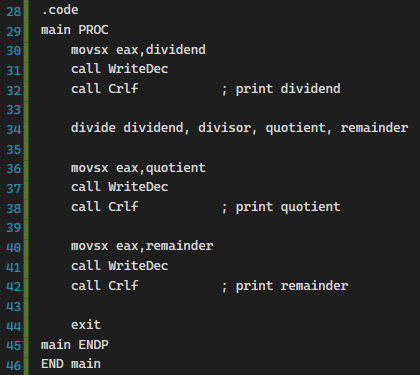 28 .code
29 main PROC
30     movsx eax,dividend
31     call WriteDec
32     call Crlf           ; print dividend
33
34     divide dividend, divisor, quotient, remainder
35
36     movsx eax,quotient
37     call WriteDec
38     call Crlf           ; print quotient
39
40     movsx eax,remainder
41     call WriteDec
42     call Crlf           ; print remainder
43
44     exit
45 main ENDP
46 END main